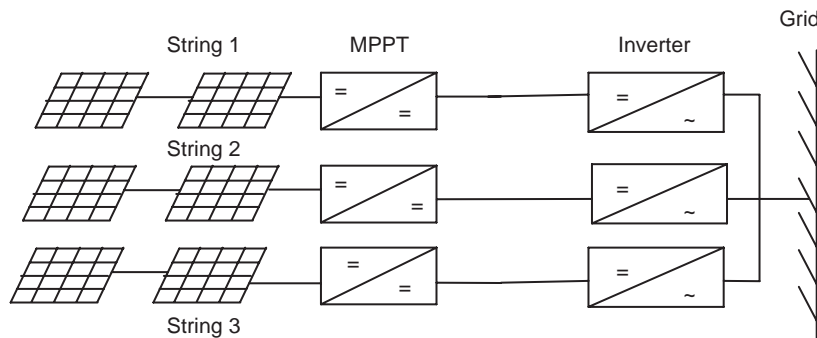 Grid
String 1 MPPT Inverter
= = = ~
String 2
= = = ~
= = = ~
String 3